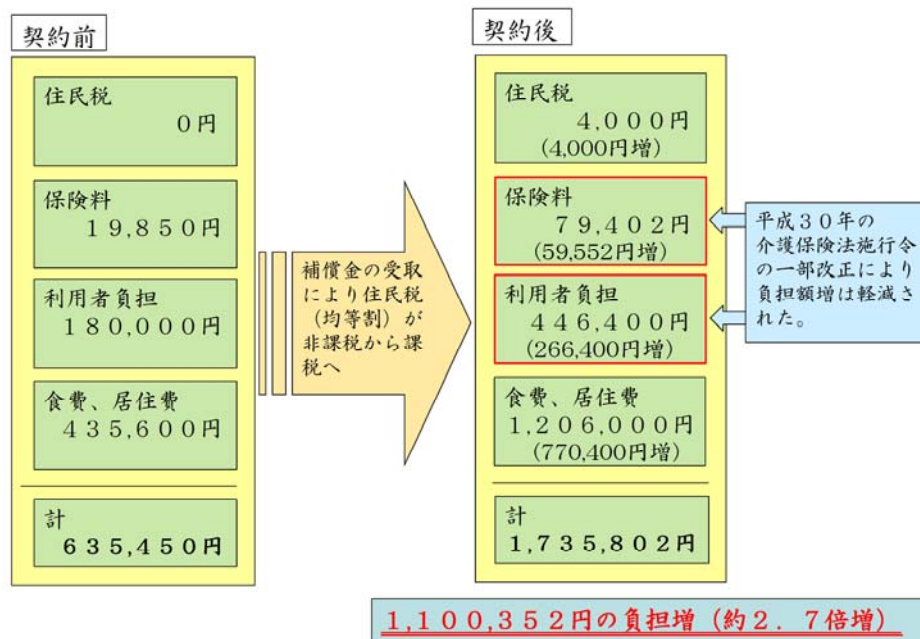 契約前
住民税
0円
保険料
19,850円
利用者負担
180,000円
食費、居住費
435,600円
計
635,450円
補償金の受取
により住民税
(均等割)が
非課税から課
税へ
契約後
住民税
4,000円
(4,000円増)
保険料
79,402円
(59,552円増)
利用者負担
446,400円
(266,400円増)
食費、居住費
1,206,000円
(770,400円増)
計
1,735,802円
平成30年の
介護保険法施行令
の一部改正により
負担額増は軽減さ
れた。
1,100,352円の負担増(約2.7倍増)